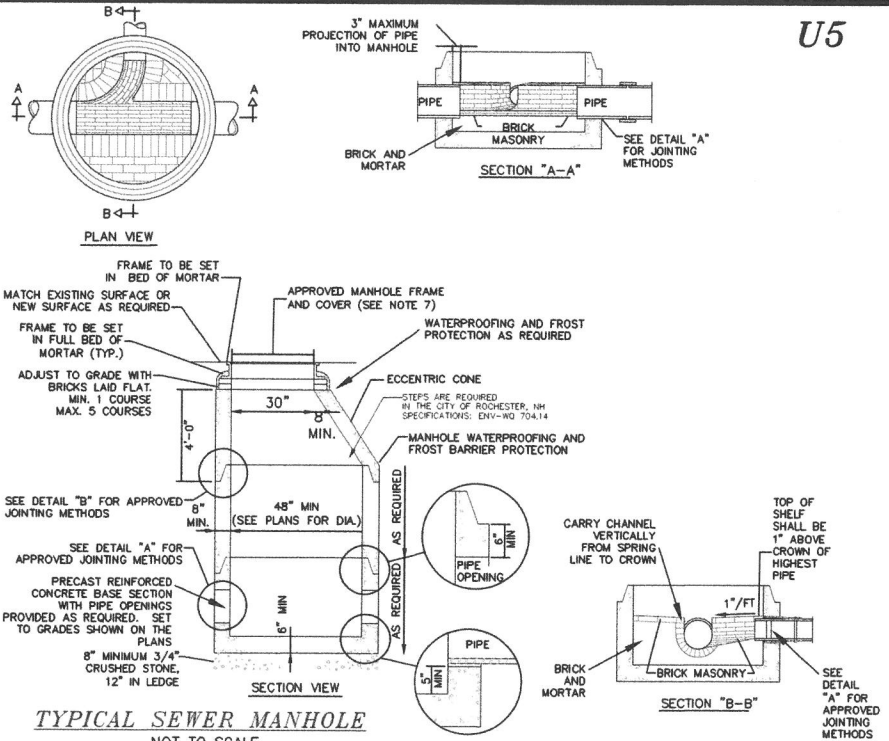 U5
B
A
A
B
PLAN VIEW
3" MAXIMUM
PROJECTION OF PIPE
INTO MANHOLE
PIPE
PIPE
BRICK
MASONRY
BRICK AND
MORTAR
SECTION "A-A"
SEE DETAIL "A"
FOR JOINTING
METHODS
FRAME TO BE SET
IN BED OF MORTAR
MATCH EXISTING SURFACE OR
NEW SURFACE AS REQUIRED
FRAME TO BE SET
IN FULL BED OF
MORTAR (TYP.)
ADJUST TO GRADE WITH
BRICKS LAID FLAT.
MIN. 1 COURSE
MAX. 5 COURSES
APPROVED MANHOLE FRAME
AND COVER (SEE NOTE 7)
WATERPROOFING AND FROST
PROTECTION AS REQUIRED
ECCENTRIC CONE
STEPS ARE REQUIRED
IN THE CITY OF ROCHESTER, NH
SPECIFICATIONS: ENV-WQ 704.14
MANHOLE WATERPROOFING AND
FROST BARRIER PROTECTION
30"
8"
MIN.
4'-0"
SEE DETAIL "B" FOR APPROVED
JOINTING METHODS
8"
MIN.
48" MIN
(SEE PLANS FOR DIA.)
AS REQUIRED
AS REQUIRED
SEE DETAIL "A" FOR
APPROVED JOINTING METHODS
PRECAST REINFORCED
CONCRETE BASE SECTION
WITH PIPE OPENINGS
PROVIDED AS REQUIRED. SET
TO GRADES SHOWN ON THE
PLANS
8" MINIMUM 3/4"
CRUSHED STONE,
12" IN LEDGE
6" MIN
SECTION VIEW
6"
MIN
PIPE
OPENING
PIPE
5"
MIN
CARRY CHANNEL
VERTICALLY
FROM SPRING
LINE TO CROWN
TOP OF
SHELF
SHALL BE
1" ABOVE
CROWN OF
HIGHEST
PIPE
1"/FT
BRICK
AND
MORTAR
BRICK MASONRY
SECTION "B-B"
SEE
DETAIL
"A" FOR
APPROVED
JOINTING
METHODS
TYPICAL SEWER MANHOLE
NOT TO SCALE